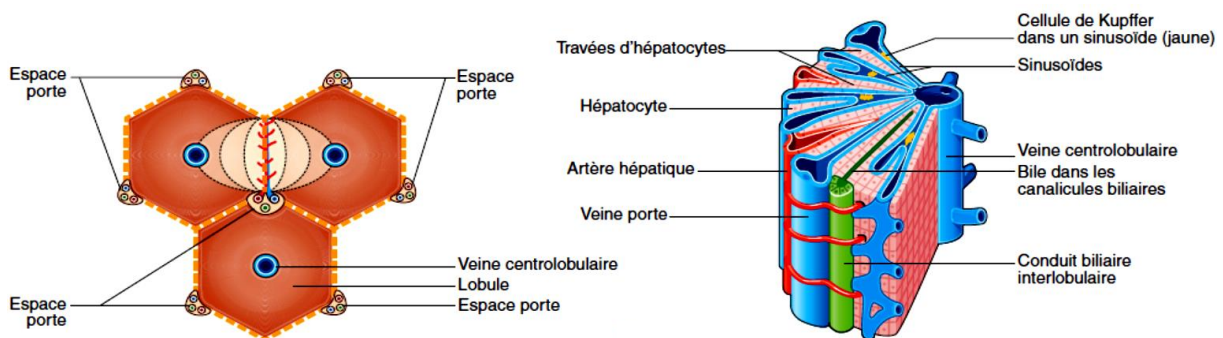 Espace
porte
Espace
porte
Veine centrolobulaire
Lobule
Espace
porte
Espace porte
Travées d'hépatocytes
Hépatocyte
Artère hépatique
Veine porte
Cellule de Kupffer
dans un sinusoïde (jaune)
Sinusoïdes
Veine centrolobulaire
Bile dans les
canalicules biliaires
Conduit biliaire
interlobulaire